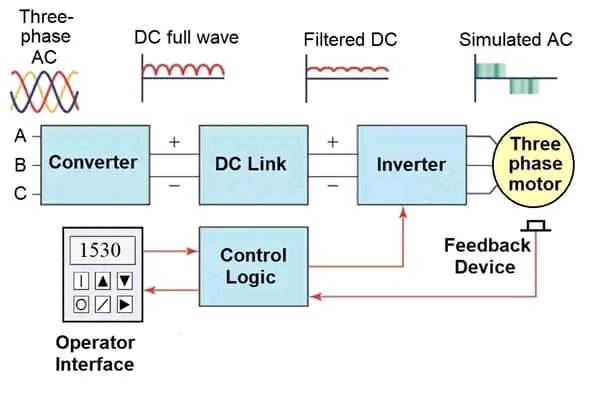 Three-
phase
AC
DC full wave
Filtered DC
Simulated AC
A
B
C
Converter
+
−
DC Link
+
−
Inverter
Three
phase
motor
1530
Control
Logic
Feedback
Device
Operator
Interface